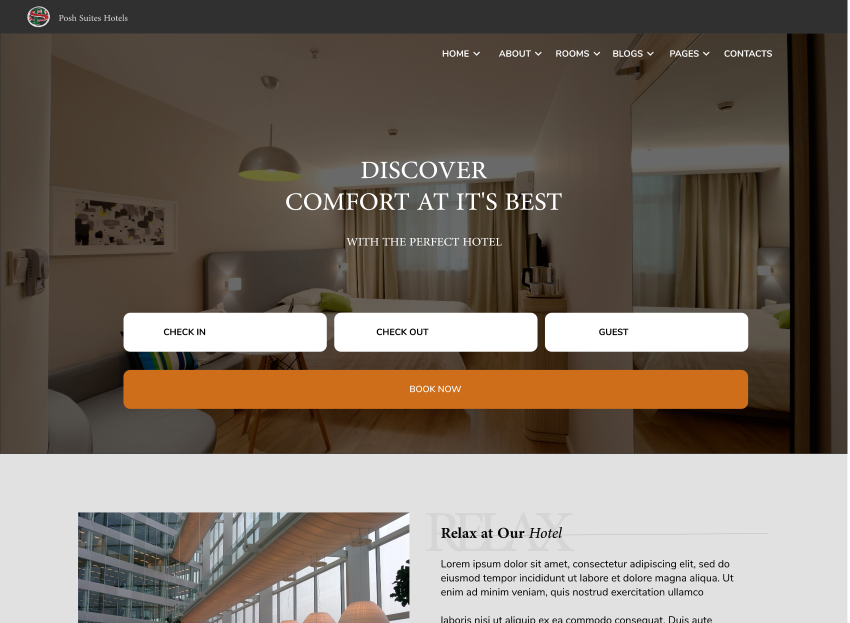 Posh Suites Hotels
HOME ABOUT ROOMS BLOGS PAGES CONTACTS
DISCOVER
COMFORT AT IT'S BEST
WITH THE PERFECT HOTEL
CHECK IN CHECK OUT GUEST
BOOK NOW
RELAX
Relax at Our Hotel
Lorem ipsum dolor sit amet, consectetur adipiscing elit, sed do
eiusmod tempor incididunt ut labore et dolore magna aliqua. Ut
enim ad minim veniam, quis nostrud exercitation ullamco
laboris nisi ut aliquip ex ea commodo consequat. Duis aute